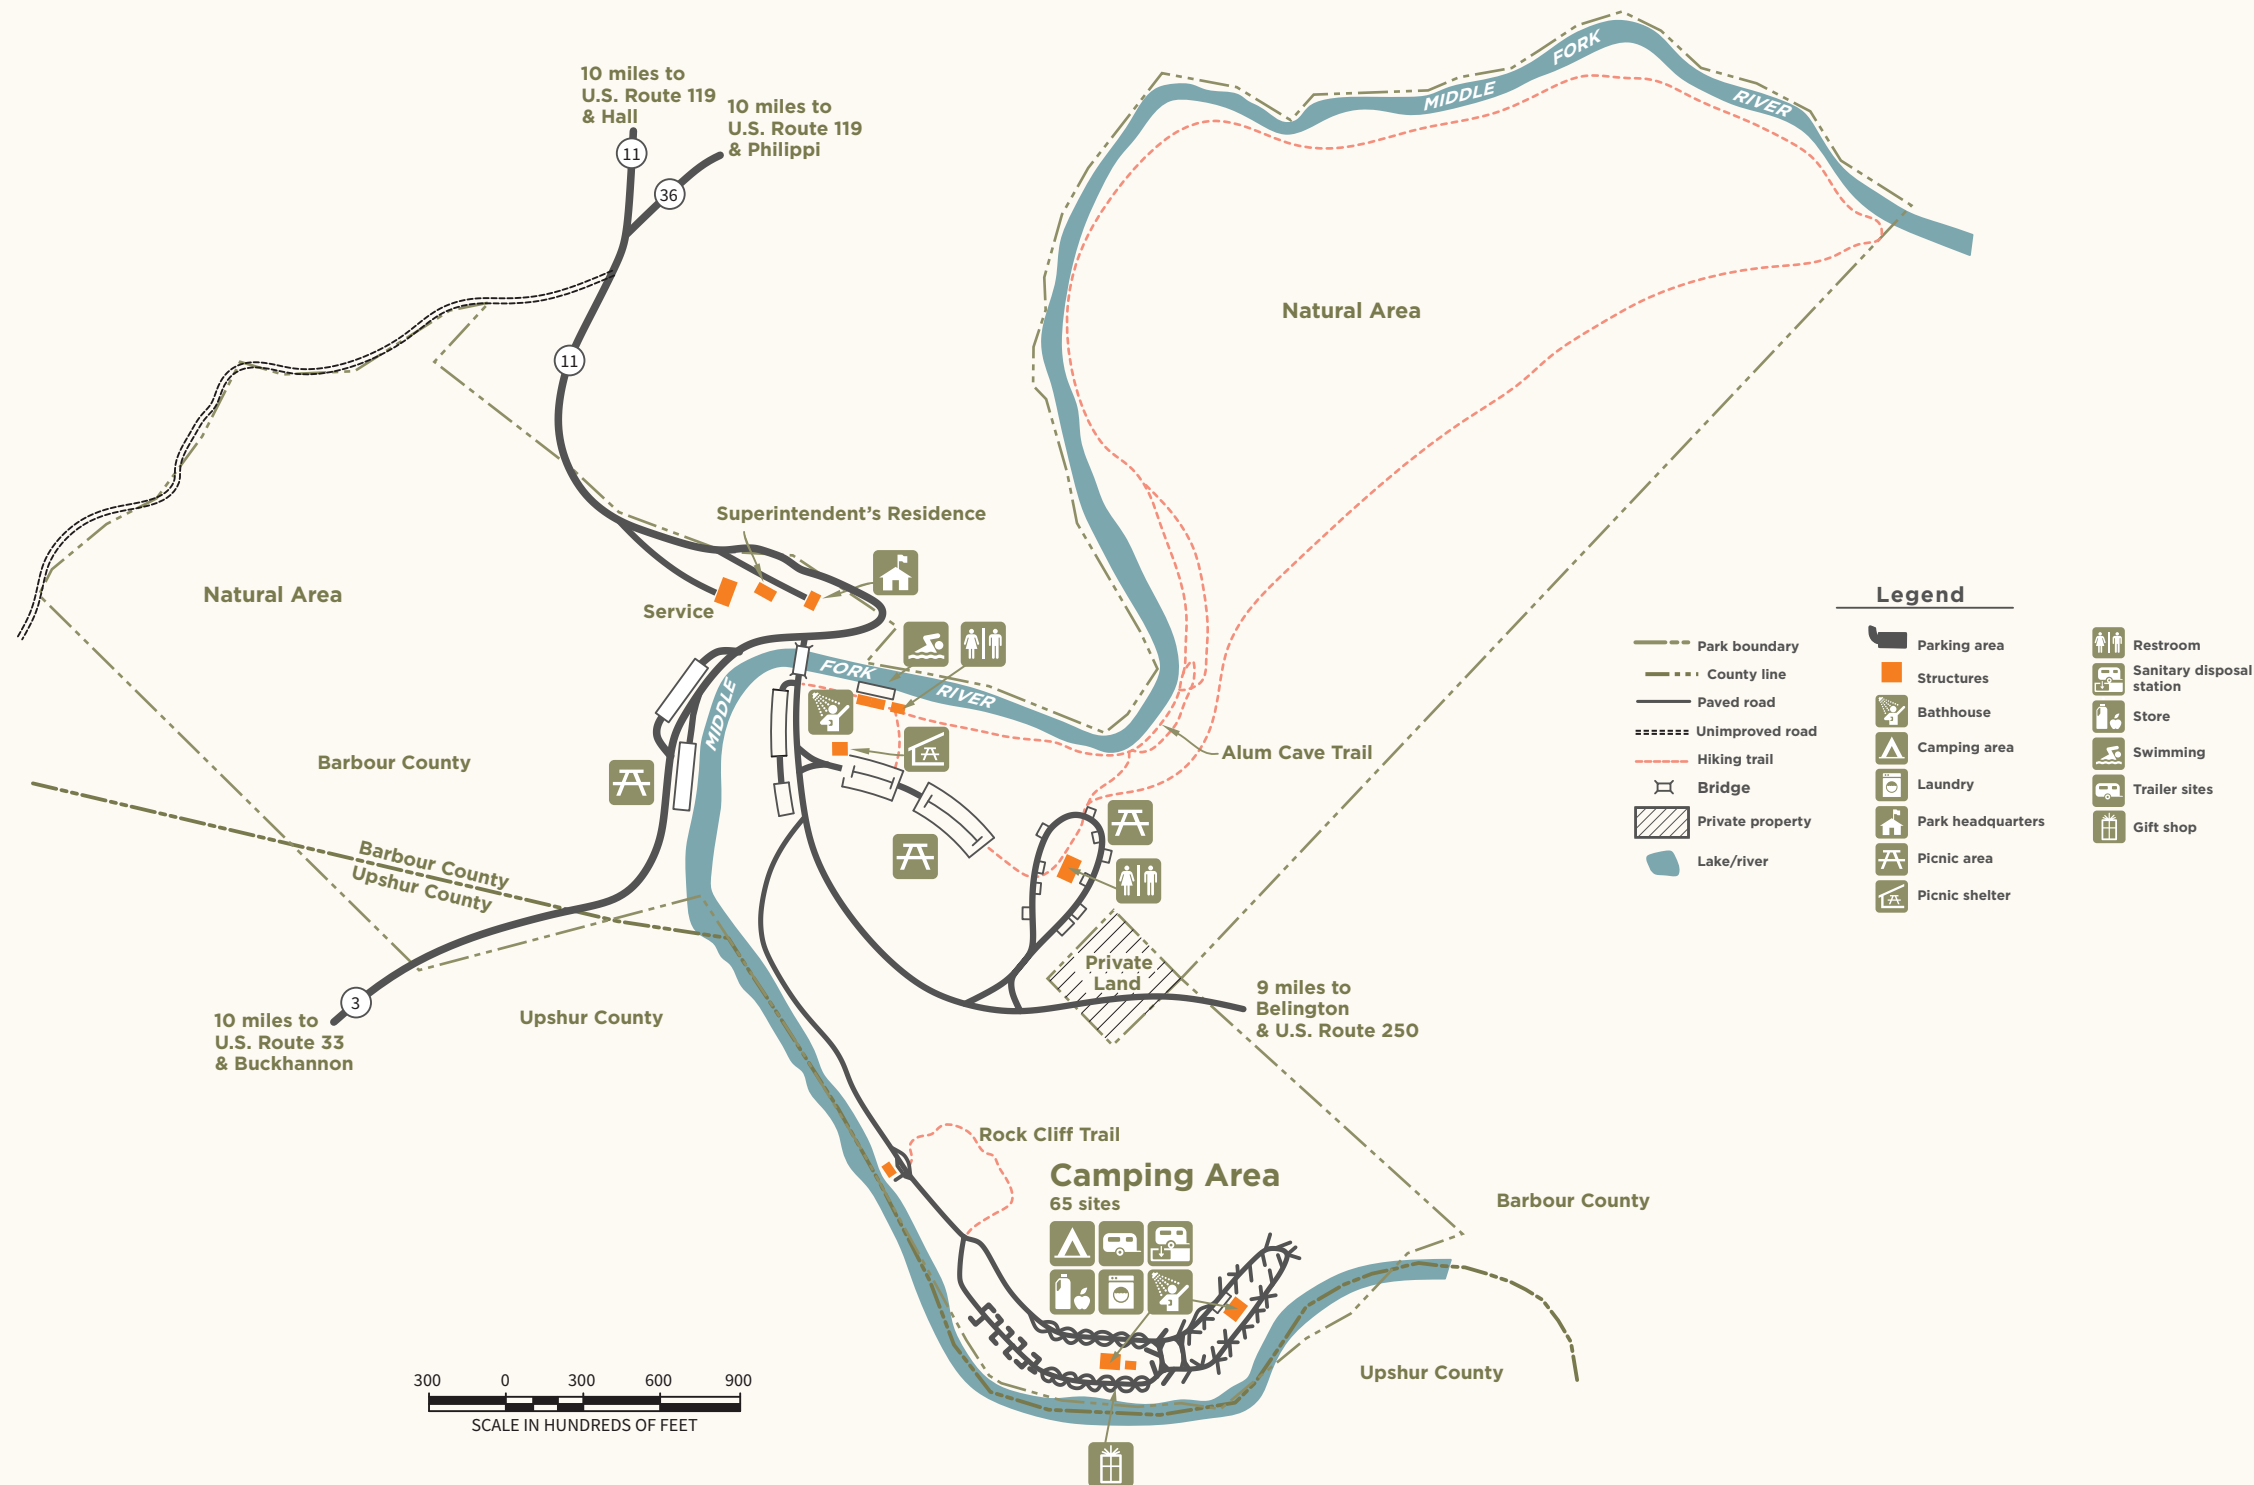 10 miles to
U.S. Route 119
& Hall
10 miles to
U.S. Route 119
& Philippi
11
36
11
MIDDLE
FORK
RIVER
Natural Area
Superintendent's Residence
Service
Natural Area
FORK
RIVER
MIDDLE
Alum Cave Trail
Barbour County
Barbour County
Upshur County
Private
Land
3
10 miles to
U.S. Route 33
& Buckhannon
Upshur County
9 miles to
Belington
& U.S. Route 250
Rock Cliff Trail
Camping Area
65 sites
Barbour County
Upshur County
300 0 300 600 900
SCALE IN HUNDREDS OF FEET
Legend
Park boundary
County line
Paved road
Unimproved road
Hiking trail
Bridge
Private property
Lake/river
Parking area
Structures
Bathhouse
Camping area
Laundry
Park headquarters
Picnic area
Picnic shelter
Restroom
Sanitary disposal
station
Store
Swimming
Trailer sites
Gift shop